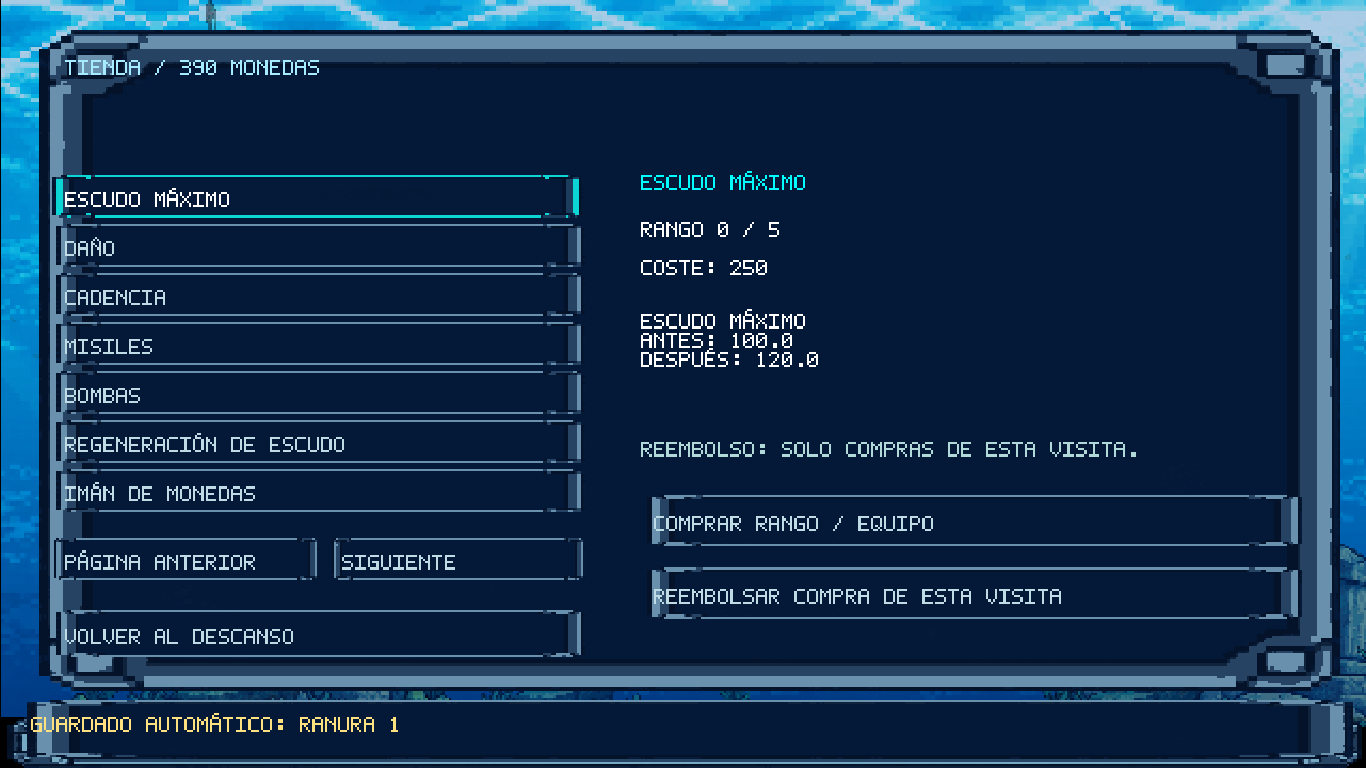 TIENDA / 390 MONEDAS
ESCUDO MÁXIMO
DAÑO
CADENCIA
MISILES
BOMBAS
REGENERACIÓN DE ESCUDO
IMÁN DE MONEDAS
PÁGINA ANTERIOR
SIGUIENTE
VOLVER AL DESCANSO
ESCUDO MÁXIMO
RANGO 0 / 5
COSTE: 250
ESCUDO MÁXIMO
ANTES: 100.0
DESPUÉS: 120.0
REEMBOLSO: SOLO COMPRAS DE ESTA VISITA.
COMPRAR RANGO / EQUIPO
REEMBOLSAR COMPRA DE ESTA VISITA
GUARDADO AUTOMÁTICO: RANURA 1